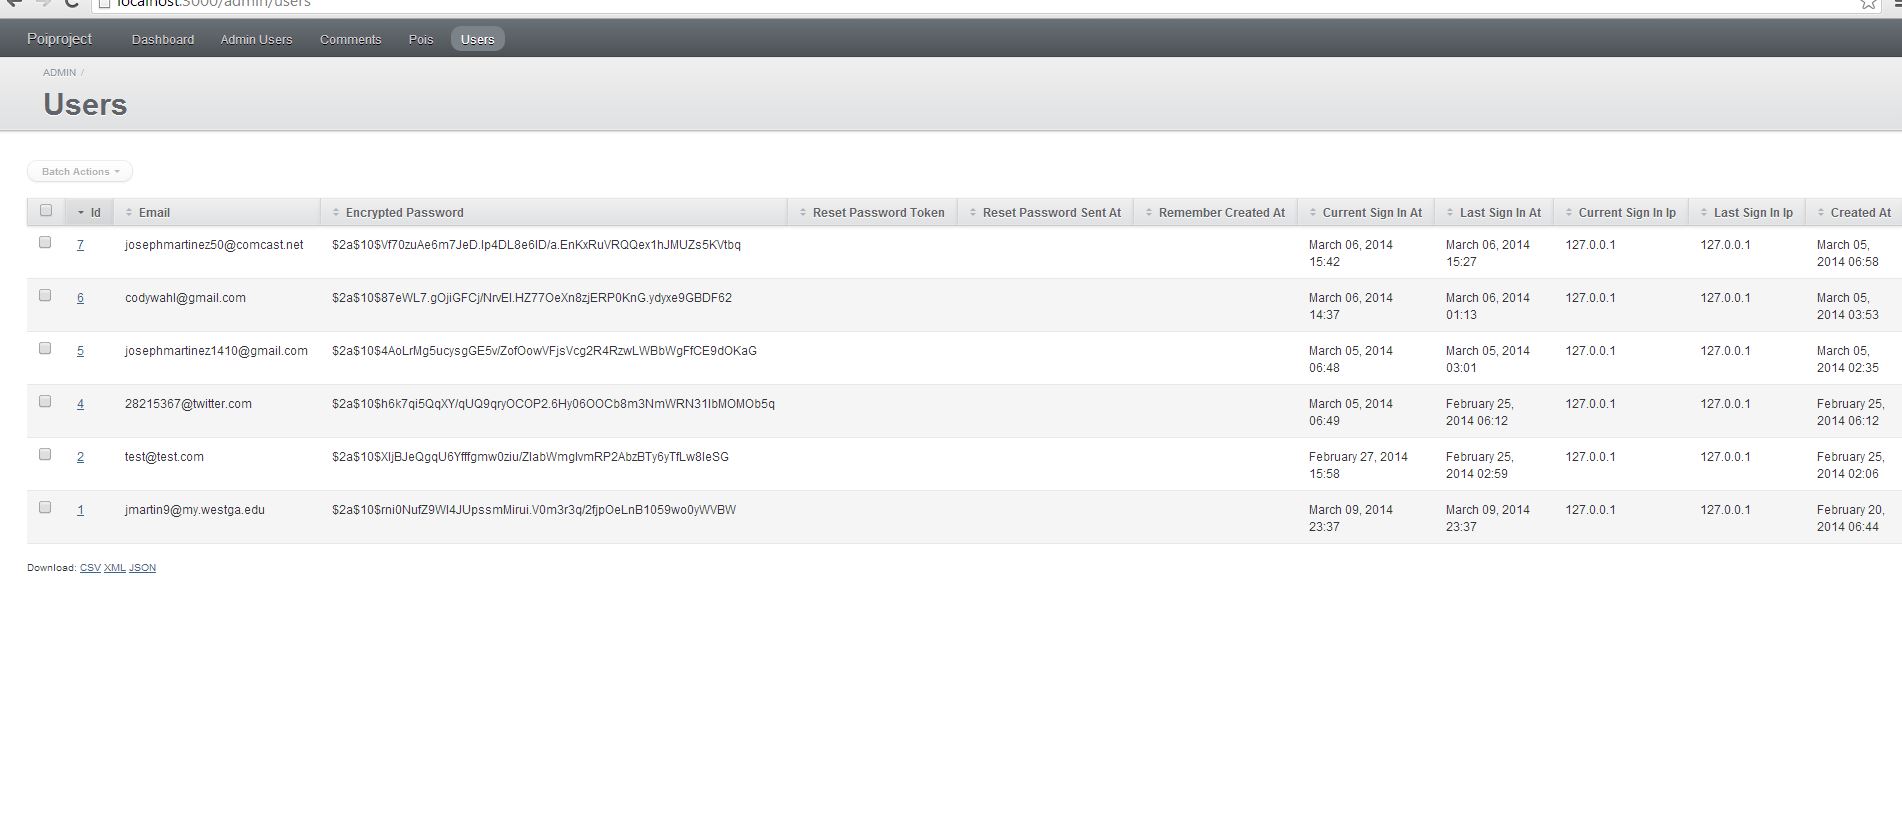 localhost:3000/admin/users
Poiproject Dashboard Admin Users Comments Pois Users
ADMIN /
Users
Batch Actions
Id Email Encrypted Password Reset Password Token Reset Password Sent At Remember Created At Current Sign In At Last Sign In At Current Sign In Ip Last Sign In Ip Created At
7 josephmartinez50@comcast.net $2a$10$Vf70zuAe6m7JeD.lp4DL8e6ID/a.EnKxRuVRQQex1hJMUZs5KVtbq March 06, 2014 March 06, 2014 127.0.0.1 127.0.0.1 March 05,
15:42 15:27 2014 06:58
6 codywahl@gmail.com $2a$10$87eWL7.gOjiGFCj/NrvEI.HZ77OeXn8zjERP0KnG.ydyxe9GBDF62 March 06, 2014 March 06, 2014 127.0.0.1 127.0.0.1 March 05,
14:37 01:13 2014 03:53
5 josephmartinez1410@gmail.com $2a$10$4AoLrMg5ucysgGE5v/ZofOowVFjsVcg2R4RzwLWBbWgFfCE9dOKaG March 05, 2014 March 05, 2014 127.0.0.1 127.0.0.1 March 05,
06:48 03:01 2014 02:35
4 28215367@twitter.com $2a$10$h6k7qi5QqXY/qUQ9qryOCOP2.6Hy06OOCb8m3NmWRN31lbMOMOb5q March 05, 2014 February 25, 127.0.0.1 127.0.0.1 February 25,
06:49 2014 06:12 2014 06:12
2 test@test.com $2a$10$XljBJeQgqU6Yfffgmw0ziu/ZlabWmglvmRP2AbzBTy6yTfLw8leSG February 27, 2014 February 25, 127.0.0.1 127.0.0.1 February 25,
15:58 2014 02:59 2014 02:06
1 jmartin9@my.westga.edu $2a$10$rni0NufZ9Wl4JUpssmMirui.V0m3r3q/2fjpOeLnB1059wo0yWVBW March 09, 2014 March 09, 2014 127.0.0.1 127.0.0.1 February 20,
23:37 23:37 2014 06:44
Download: CSV XML JSON